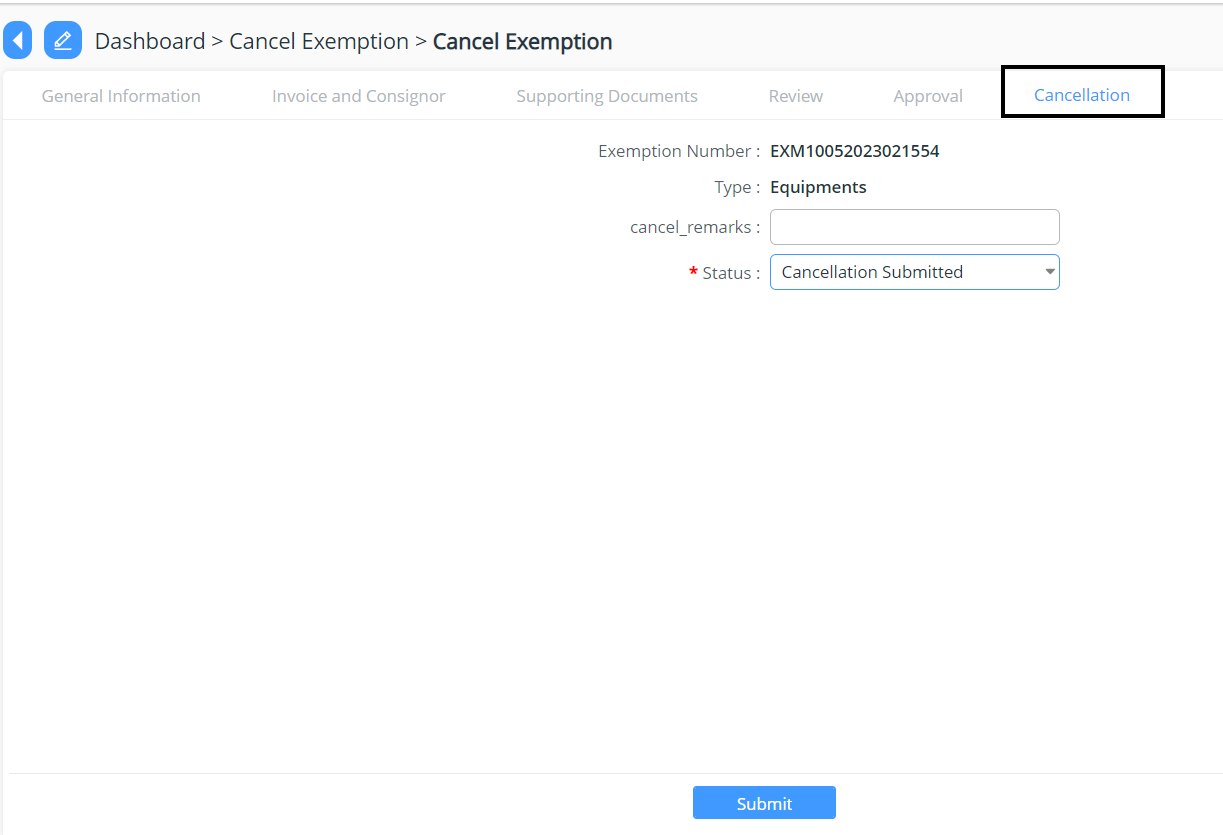 Dashboard > Cancel Exemption > Cancel Exemption
General Information Invoice and Consignor Supporting Documents Review Approval Cancellation
Exemption Number : EXM10052023021554
Type : Equipments
cancel_remarks :
* Status : Cancellation Submitted
Submit